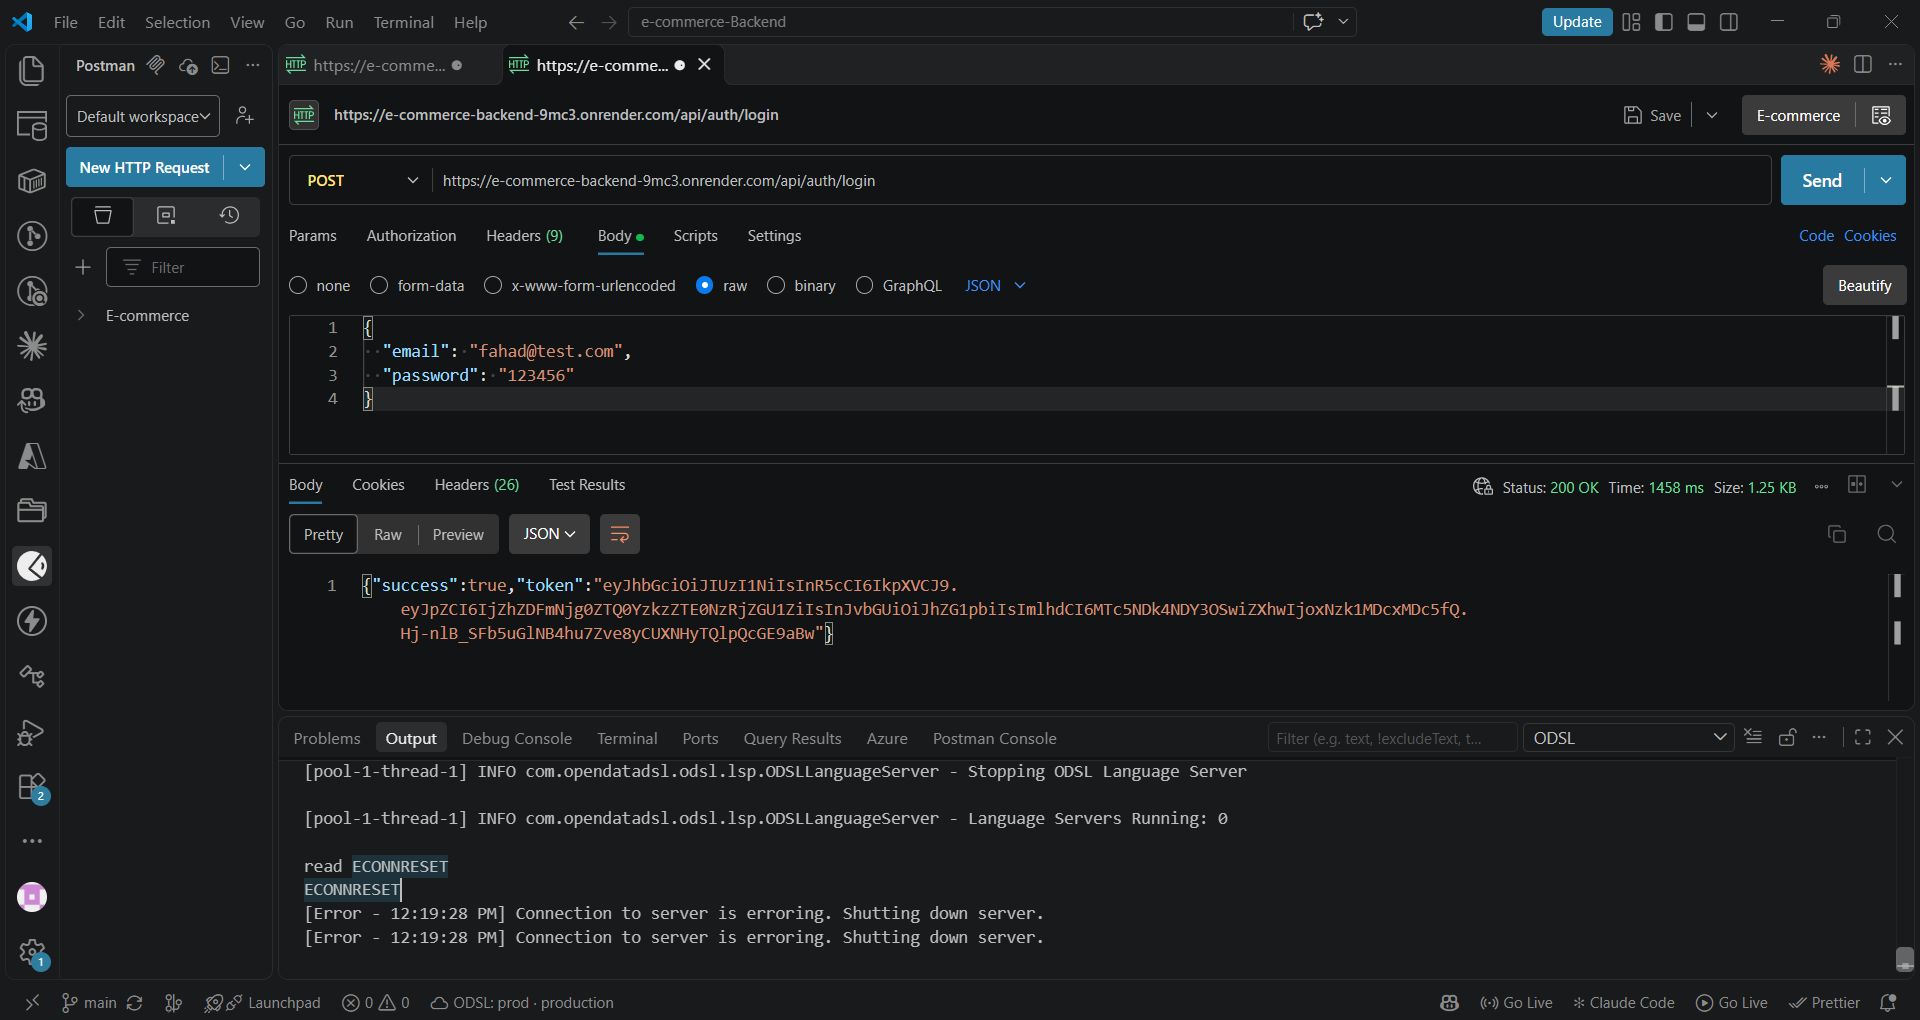 File Edit Selection View Go Run Terminal Help
e-commerce-Backend
Update
Postman
HTTP https://e-comme...
HTTP https://e-comme...
Default workspace
HTTP https://e-commerce-backend-9mc3.onrender.com/api/auth/login
Save
E-commerce
New HTTP Request
POST
https://e-commerce-backend-9mc3.onrender.com/api/auth/login
Send
Filter
E-commerce
Params Authorization Headers (9) Body Scripts Settings
Code Cookies
none form-data x-www-form-urlencoded raw binary GraphQL JSON
Beautify
1 {
2 "email": "fahad@test.com",
3 "password": "123456"
4 }
Body Cookies Headers (26) Test Results
Status: 200 OK Time: 1458 ms Size: 1.25 KB
Pretty Raw Preview JSON
1 {"success":true,"token":"eyJhbGciOiJIUzI1NiIsInR5cCI6IkpXVCJ9.
eyJpZCI6IjZhZDFmNjg0ZTQ0YzkzZTE0NzRjZGU1ZiIsInJvbGUiOiJhZG1pbiIsImlhdCI6MTc5NDk4NDY3OSwiZXhwIjoxNzk1MDcxMDc5fQ.
Hj-nlB_SFb5uGlNB4hu7Zve8yCUXNHyTQlpQcGE9aBw"}
Problems Output Debug Console Terminal Ports Query Results Azure Postman Console
Filter (e.g. text, !excludeText, t...
ODSL
[pool-1-thread-1] INFO com.opendatadsl.odsl.lsp.ODSLLanguageServer - Stopping ODSL Language Server
[pool-1-thread-1] INFO com.opendatadsl.odsl.lsp.ODSLLanguageServer - Language Servers Running: 0
read ECONNRESET
ECONNRESET
[Error - 12:19:28 PM] Connection to server is erroring. Shutting down server.
[Error - 12:19:28 PM] Connection to server is erroring. Shutting down server.
2
1
main Launchpad 0 0 ODSL: prod · production
Go Live Claude Code Go Live Prettier